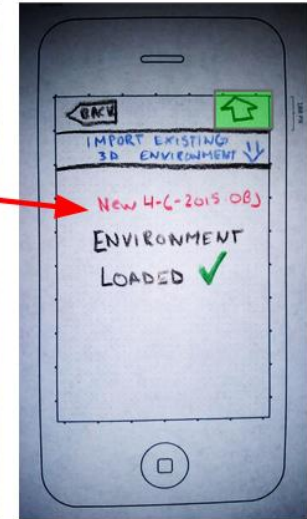 BACK
IMPORT EXISTING
3D ENVIRONMENT
New 4-6-2015.OBJ
ENVIRONMENT
LOADED